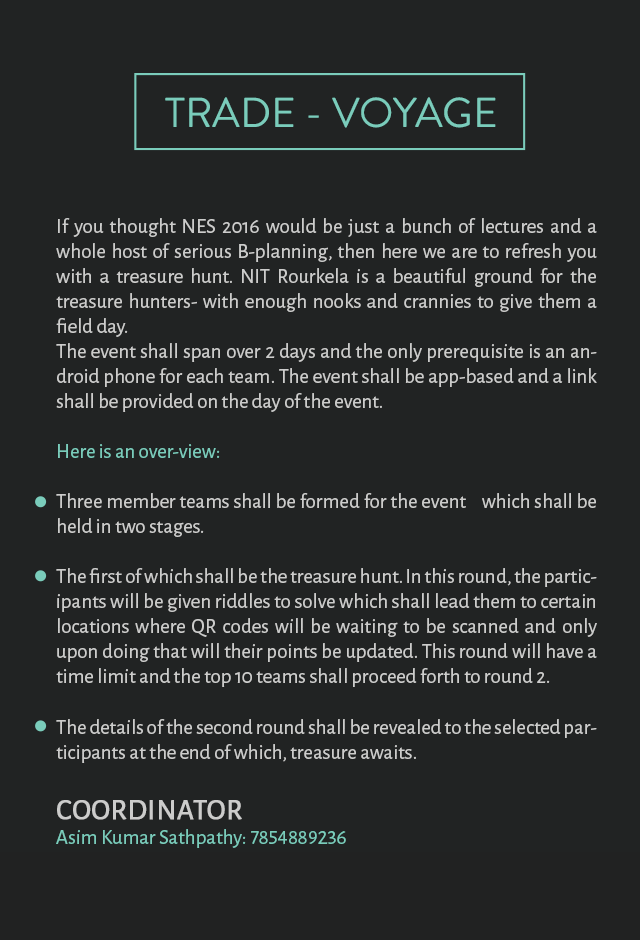 TRADE - VOYAGE
If you thought NES 2016 would be just a bunch of lectures and a
whole host of serious B-planning, then here we are to refresh you
with a treasure hunt. NIT Rourkela is a beautiful ground for the
treasure hunters- with enough nooks and crannies to give them a
field day.
The event shall span over 2 days and the only prerequisite is an an-
droid phone for each team. The event shall be app-based and a link
shall be provided on the day of the event.
Here is an over-view:
Three member teams shall be formed for the event which shall be
held in two stages.
The first of which shall be the treasure hunt. In this round, the partic-
ipants will be given riddles to solve which shall lead them to certain
locations where QR codes will be waiting to be scanned and only
upon doing that will their points be updated. This round will have a
time limit and the top 10 teams shall proceed forth to round 2.
The details of the second round shall be revealed to the selected par-
ticipants at the end of which, treasure awaits.
COORDINATOR
Asim Kumar Sathpathy: 7854889236